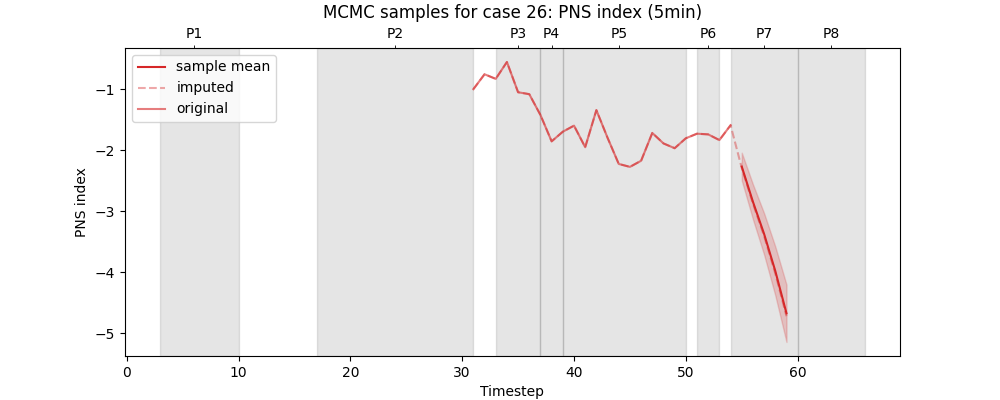 MCMC samples for case 26: PNS index (5min)
P1 P2 P3 P4 P5 P6 P7 P8
sample mean
imputed
original
−1
−2
−3
−4
−5
PNS index
0 10 20 30 40 50 60
Timestep